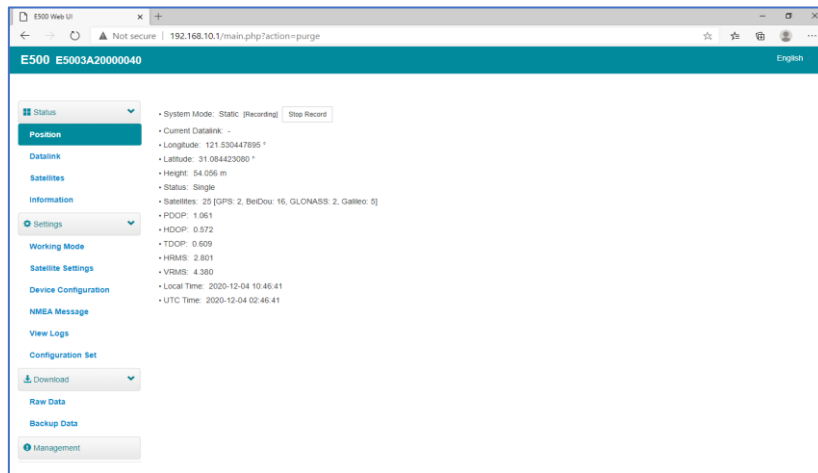 E500 Web UI
Not secure | 192.168.10.1/main.php?action=purge
E500 E5003A20000040
English
Status
Position
Datalink
Satellites
Information
Settings
Working Mode
Satellite Settings
Device Configuration
NMEA Message
View Logs
Configuration Set
Download
Raw Data
Backup Data
Management
• System Mode: Static [Recording] Stop Record
• Current Datalink: -
• Longitude: 121.530447895 °
• Latitude: 31.084423080 °
• Height: 54.056 m
• Status: Single
• Satellites: 25 [GPS: 2, BeiDou: 16, GLONASS: 2, Galileo: 5]
• PDOP: 1.061
• HDOP: 0.572
• TDOP: 0.609
• HRMS: 2.801
• VRMS: 4.380
• Local Time: 2020-12-04 10:46:41
• UTC Time: 2020-12-04 02:46:41